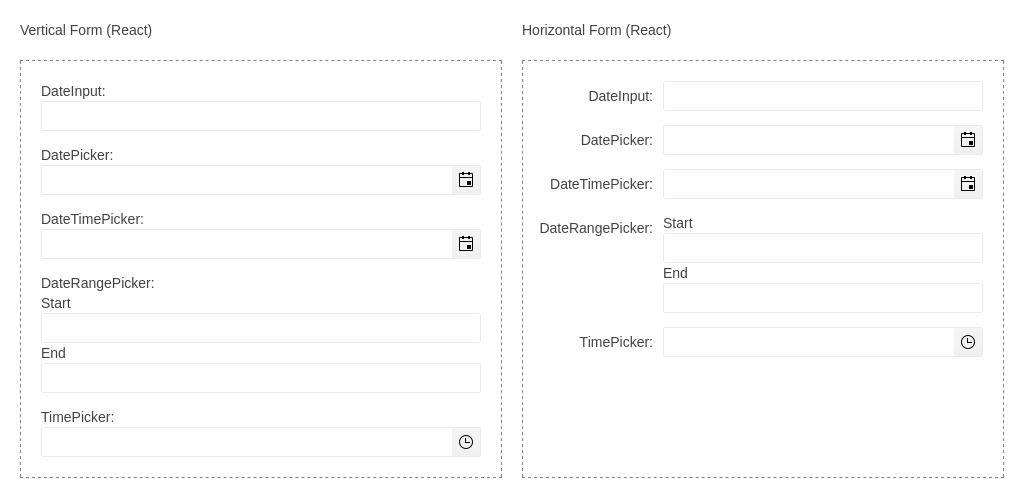 Vertical Form (React)
DateInput:
DatePicker:
DateTimePicker:
DateRangePicker:
Start
End
TimePicker:
Horizontal Form (React)
DateInput:
DatePicker:
DateTimePicker:
DateRangePicker:
Start
End
TimePicker: